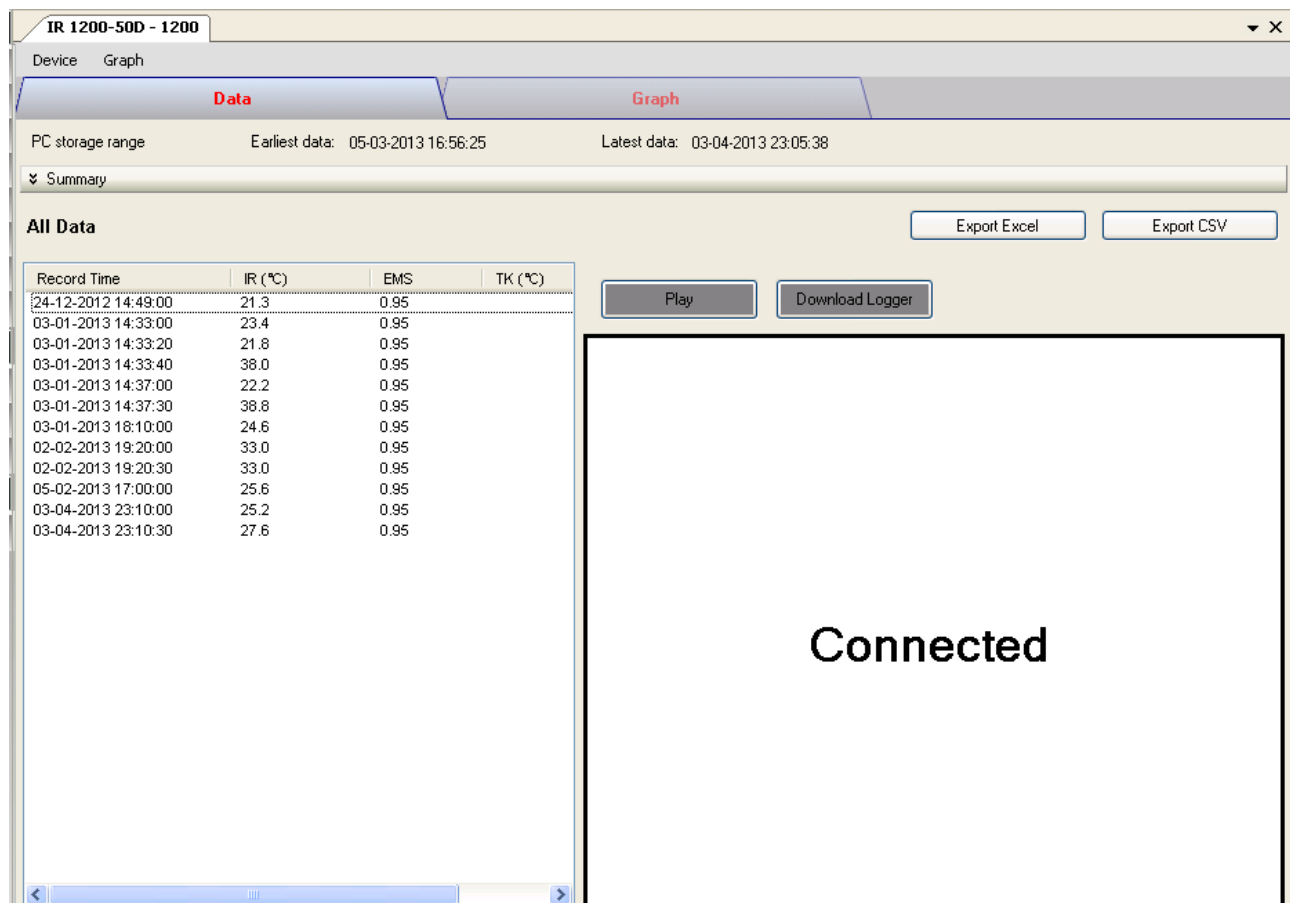 IR 1200-50D - 1200
Device Graph
Data Graph
PC storage range Earliest data: 05-03-2013 16:56:25 Latest data: 03-04-2013 23:05:38
Summary
All Data Export Excel Export CSV
Record Time IR (℃) EMS TK (℃)
24-12-2012 14:49:00 21.3 0.95
03-01-2013 14:33:00 23.4 0.95
03-01-2013 14:33:20 21.8 0.95
03-01-2013 14:33:40 38.0 0.95
03-01-2013 14:37:00 22.2 0.95
03-01-2013 14:37:30 38.8 0.95
03-01-2013 18:10:00 24.6 0.95
02-02-2013 19:20:00 33.0 0.95
02-02-2013 19:20:30 33.0 0.95
05-02-2013 17:00:00 25.6 0.95
03-04-2013 23:10:00 25.2 0.95
03-04-2013 23:10:30 27.6 0.95
Play Download Logger
Connected